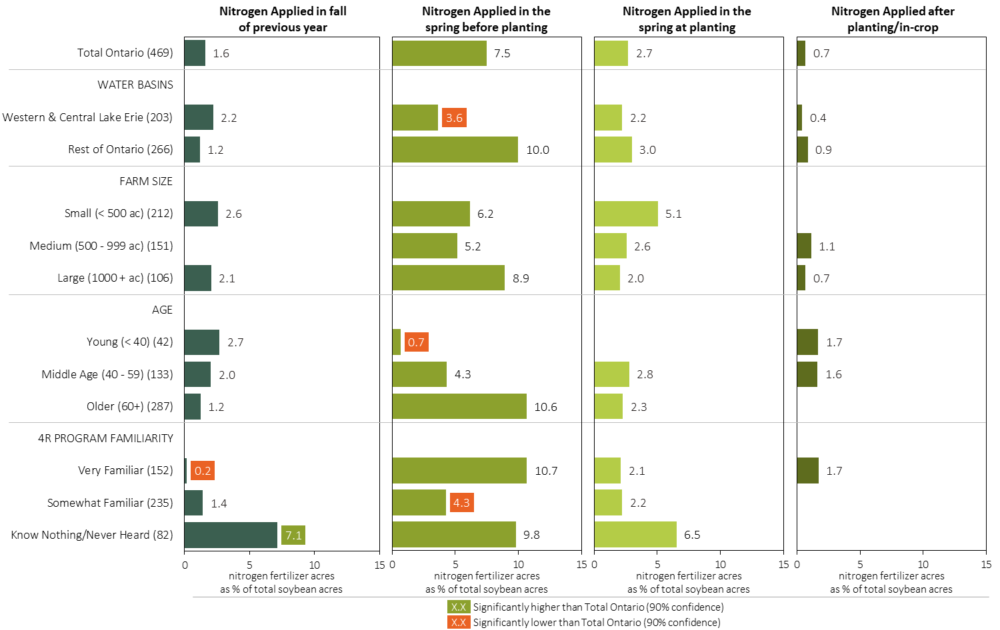 Nitrogen Applied in fall
of previous year
Nitrogen Applied in the
spring before planting
Nitrogen Applied in the
spring at planting
Nitrogen Applied after
planting/in-crop
Total Ontario (469) 1.6 7.5 2.7 0.7
WATER BASINS
Western & Central Lake Erie (203) 2.2 3.6 2.2 0.4
Rest of Ontario (266) 1.2 10.0 3.0 0.9
FARM SIZE
Small (< 500 ac) (212) 2.6 6.2 5.1
Medium (500 - 999 ac) (151) 5.2 2.6 1.1
Large (1000 + ac) (106) 2.1 8.9 2.0 0.7
AGE
Young (< 40) (42) 2.7 0.7 1.7
Middle Age (40 - 59) (133) 2.0 4.3 2.8 1.6
Older (60+) (287) 1.2 10.6 2.3
4R PROGRAM FAMILIARITY
Very Familiar (152) 0.2 10.7 2.1 1.7
Somewhat Familiar (235) 1.4 4.3 2.2
Know Nothing/Never Heard (82) 7.1 9.8 6.5
0 5 10 15 0 5 10 15 0 5 10 15 0 5 10 15
nitrogen fertilizer acres
as % of total soybean acres
nitrogen fertilizer acres
as % of total soybean acres
nitrogen fertilizer acres
as % of total soybean acres
nitrogen fertilizer acres
as % of total soybean acres
X.X Significantly higher than Total Ontario (90% confidence)
X.X Significantly lower than Total Ontario (90% confidence)